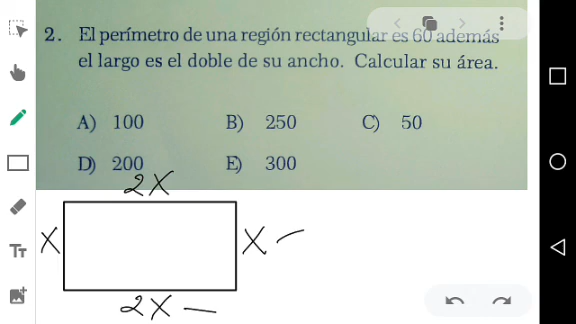 2. El perímetro de una región rectangular es 60 además
el largo es el doble de su ancho. Calcular su área.
A) 100 B) 250 C) 50
D) 200 E) 300
2X
X X
2X
Tт